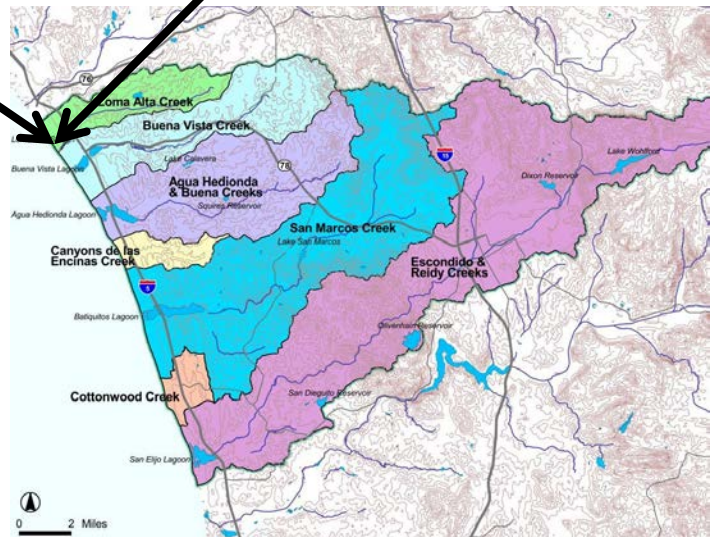 76
Loma Alta Creek
Buena Vista Creek
Buena Vista Lagoon
Lake Calavera
78
15
Lake Wohlford
Dixon Reservoir
Agua Hedionda
& Buena Creeks
Squires Reservoir
Agua Hedionda Lagoon
San Marcos Creek
Lake San Marcos
Canyons de las
Encinas Creek
Escondido &
Reidy Creeks
5
Batiquitos Lagoon
Olivenhain Reservoir
Cottonwood Creek
San Dieguito Reservoir
San Elijo Lagoon
0 2 Miles